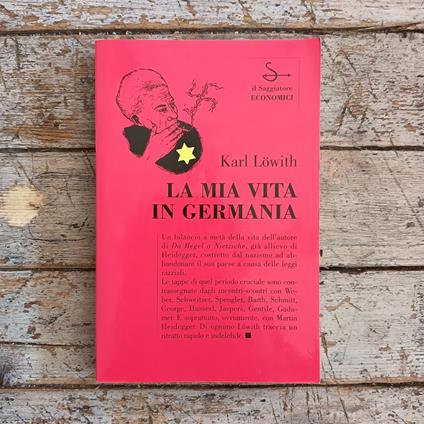 il Saggiatore
ECONOMICI
Karl Löwith
LA MIA VITA
IN GERMANIA
Un bilancio a metà della vita dell'autore
di Da Hegel a Nietzsche, già allievo di
Heidegger, costretto dal nazismo ad ab-
bandonare il suo paese a causa delle leggi
razziali.
Le tappe di quel periodo cruciale sono con-
trassegnate dagli incontri-scontri con We-
ber, Schweitzer, Spengler, Barth, Schmitt,
George, Husserl, Jaspers, Gentile, Gada-
mer. E soprattutto, ovviamente, con Martin
Heidegger. Di ognuno Löwith traccia un
ritratto rapido e indelebile.